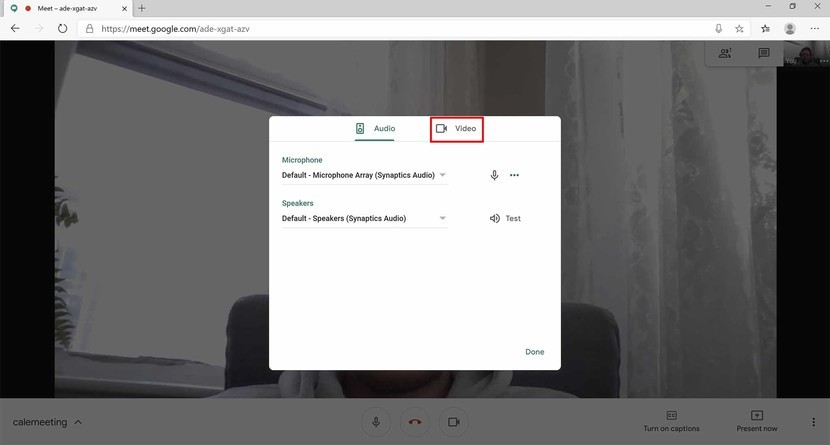 Meet – ade-xgat-azv
https://meet.google.com/ade-xgat-azv
You
Audio
Video
Microphone
Default - Microphone Array (Synaptics Audio)
Speakers
Default - Speakers (Synaptics Audio)
Test
Done
calemeeting
Turn on captions
Present now